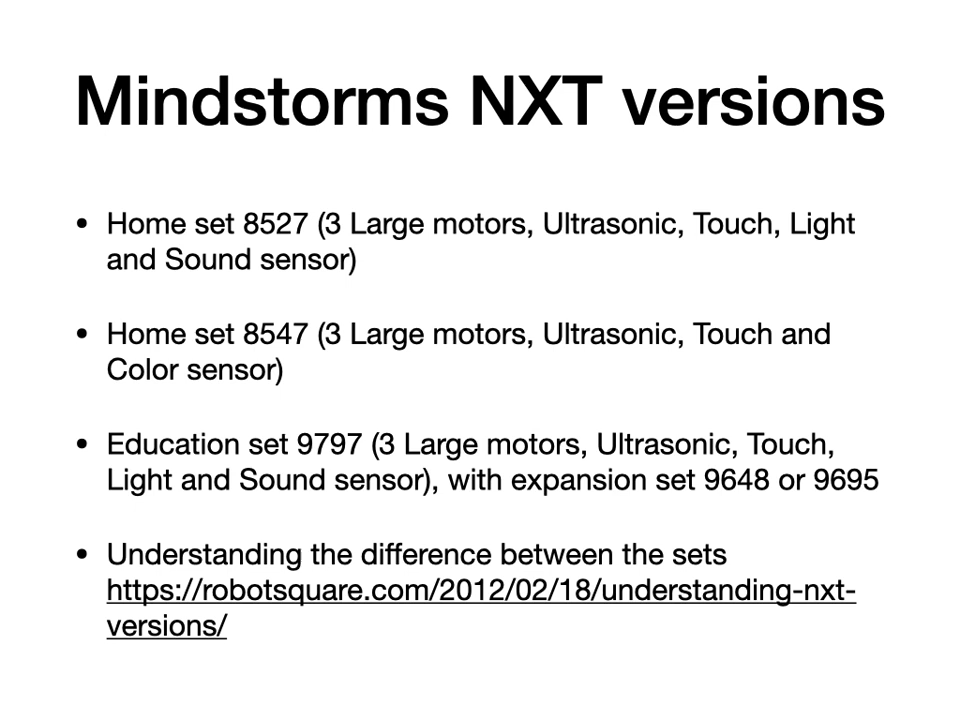 Mindstorms NXT versions
• Home set 8527 (3 Large motors, Ultrasonic, Touch, Light
and Sound sensor)
• Home set 8547 (3 Large motors, Ultrasonic, Touch and
Color sensor)
• Education set 9797 (3 Large motors, Ultrasonic, Touch,
Light and Sound sensor), with expansion set 9648 or 9695
• Understanding the difference between the sets
https://robotsquare.com/2012/02/18/understanding-nxt-
versions/